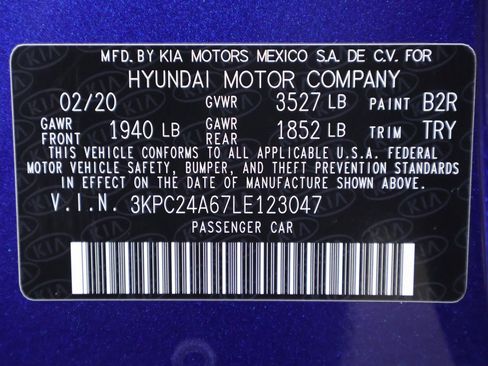 MFD. BY KIA MOTORS MEXICO S.A. DE C.V. FOR
HYUNDAI MOTOR COMPANY
02/20 GVWR 3527 LB PAINT B2R
GAWR FRONT 1940 LB GAWR REAR 1852 LB TRIM TRY
THIS VEHICLE CONFORMS TO ALL APPLICABLE U.S.A. FEDERAL
MOTOR VEHICLE SAFETY, BUMPER, AND THEFT PREVENTION STANDARDS
IN EFFECT ON THE DATE OF MANUFACTURE SHOWN ABOVE.
V.I.N. 3KPC24A67LE123047
PASSENGER CAR